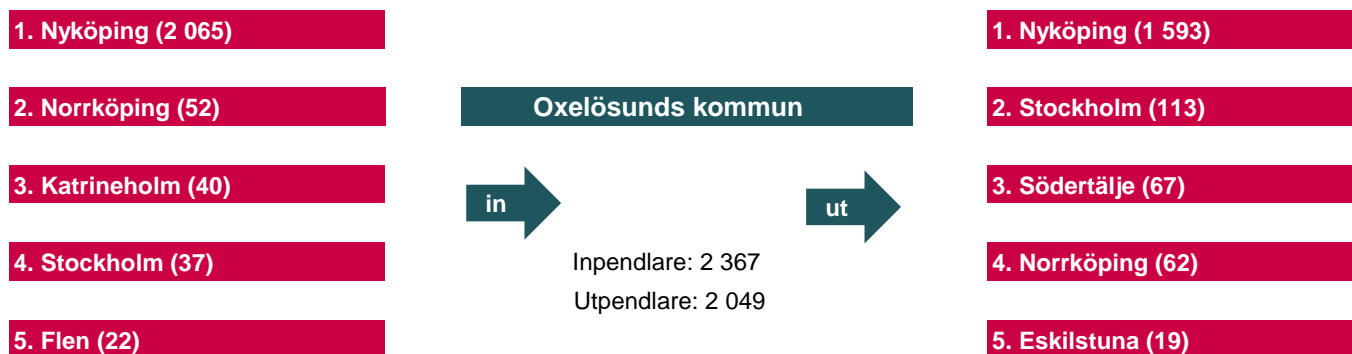 1. Nyköping (2 065)
2. Norrköping (52)
3. Katrineholm (40)
4. Stockholm (37)
5. Flen (22)
Oxelösunds kommun
in
ut
Inpendlare: 2 367
Utpendlare: 2 049
1. Nyköping (1 593)
2. Stockholm (113)
3. Södertälje (67)
4. Norrköping (62)
5. Eskilstuna (19)